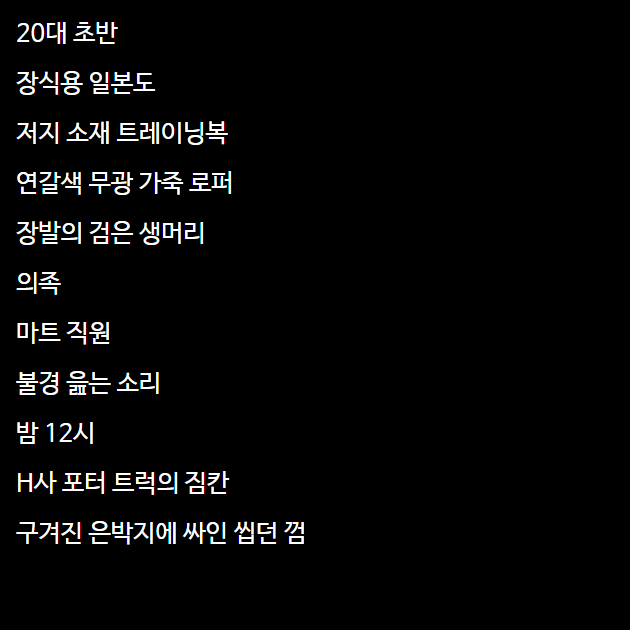 20대 초반
장식용 일본도
저지 소재 트레이닝복
연갈색 무광 가죽 로퍼
장발의 검은 생머리
의족
마트 직원
불경 읊는 소리
밤 12시
H사 포터 트럭의 짐칸
구겨진 은박지에 싸인 씹던 껌